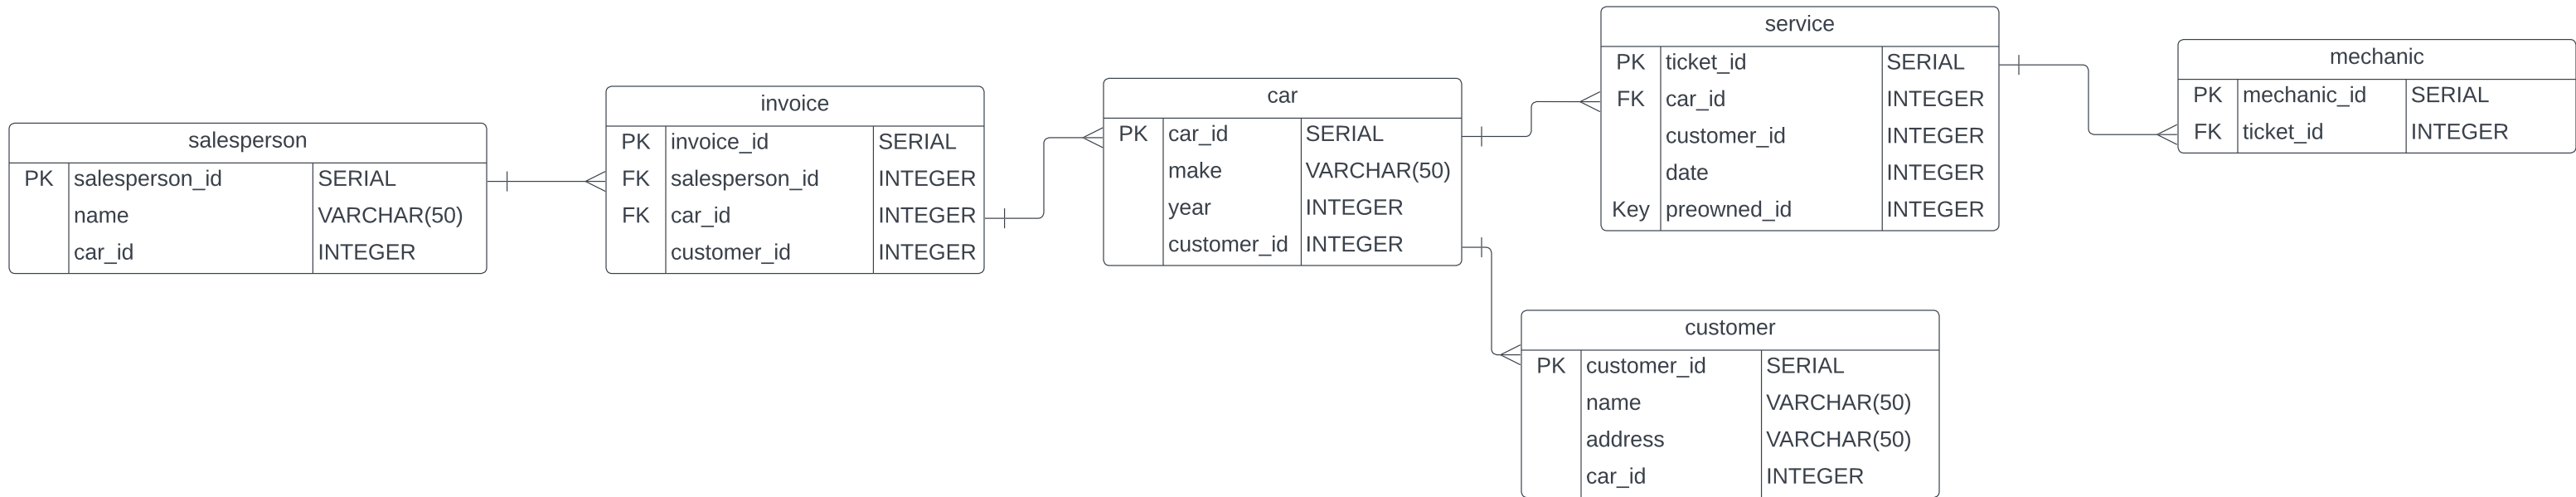 salesperson
PK salesperson_id SERIAL
name VARCHAR(50)
car_id INTEGER
invoice
PK invoice_id SERIAL
FK salesperson_id INTEGER
FK car_id INTEGER
customer_id INTEGER
car
PK car_id SERIAL
make VARCHAR(50)
year INTEGER
customer_id INTEGER
service
PK ticket_id SERIAL
FK car_id INTEGER
customer_id INTEGER
date INTEGER
Key preowned_id INTEGER
mechanic
PK mechanic_id SERIAL
FK ticket_id INTEGER
customer
PK customer_id SERIAL
name VARCHAR(50)
address VARCHAR(50)
car_id INTEGER